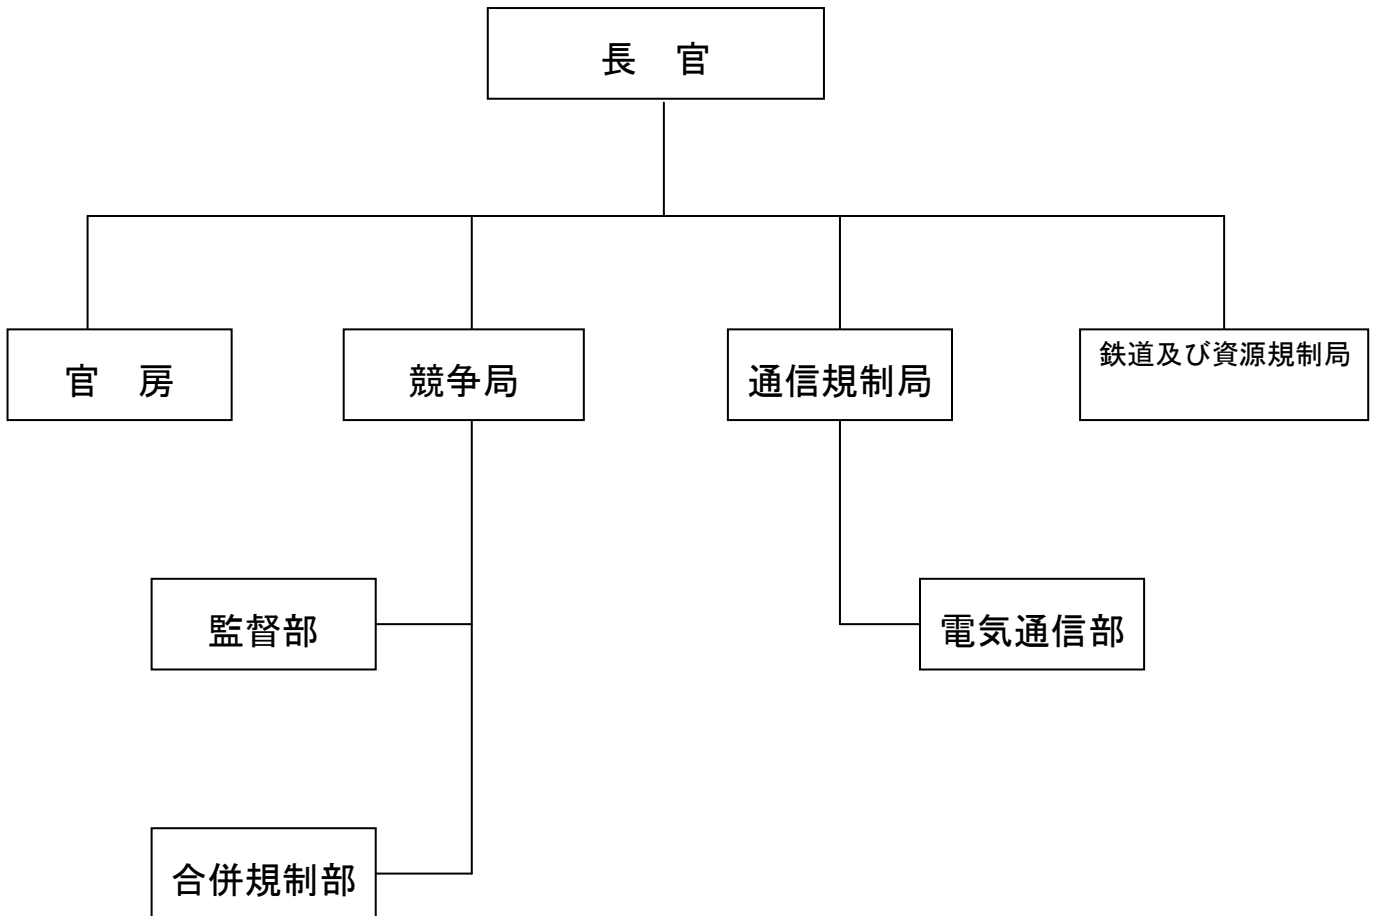 長　官
官　房
競争局
通信規制局
鉄道及び資源規制局
監督部
電気通信部
合併規制部